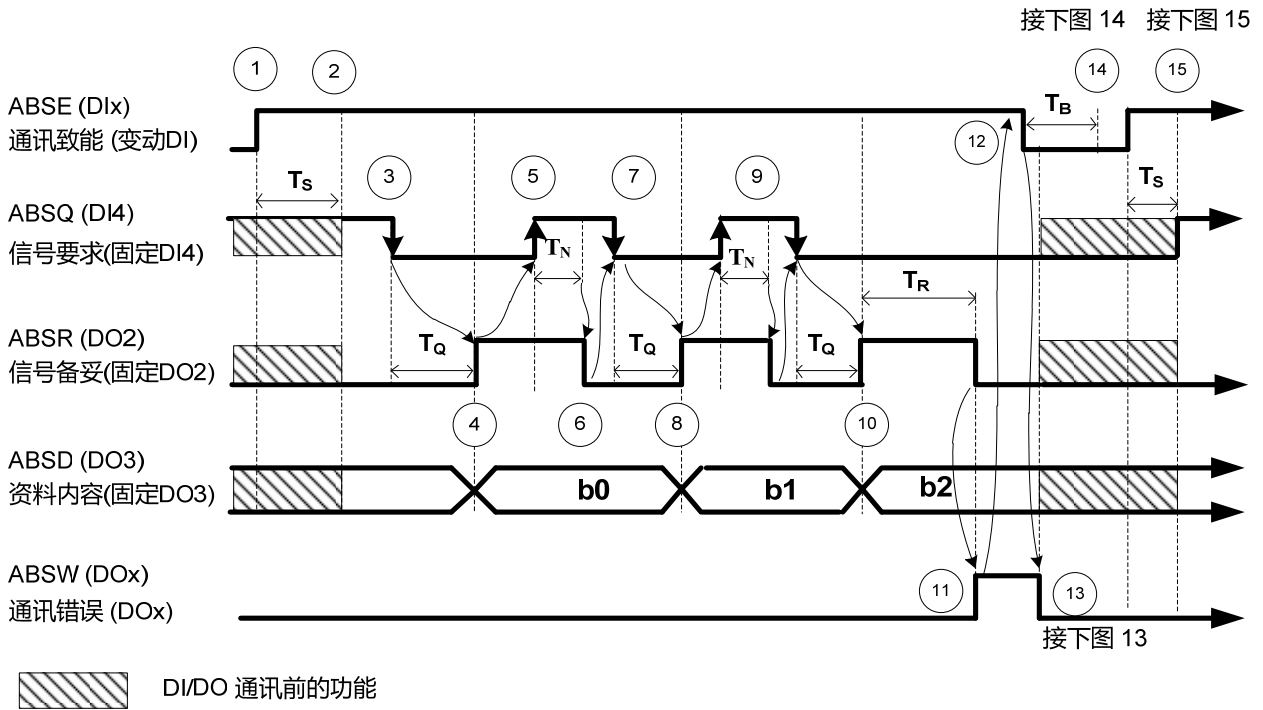 接下图 14 接下图 15
1 2 14 15
ABSE (DIx)
通讯致能 (变动DI)
TB
12
TS
3 5 7 9
TS
ABSQ (DI4)
信号要求(固定DI4)
TN TN
TR
ABSR (DO2)
信号备妥(固定DO2)
TQ TQ TQ
4 6 8 10
ABSD (DO3)
资料内容(固定DO3)
b0 b1 b2
ABSW (DOx)
通讯错误 (DOx)
11 13
接下图 13
DI/DO 通讯前的功能